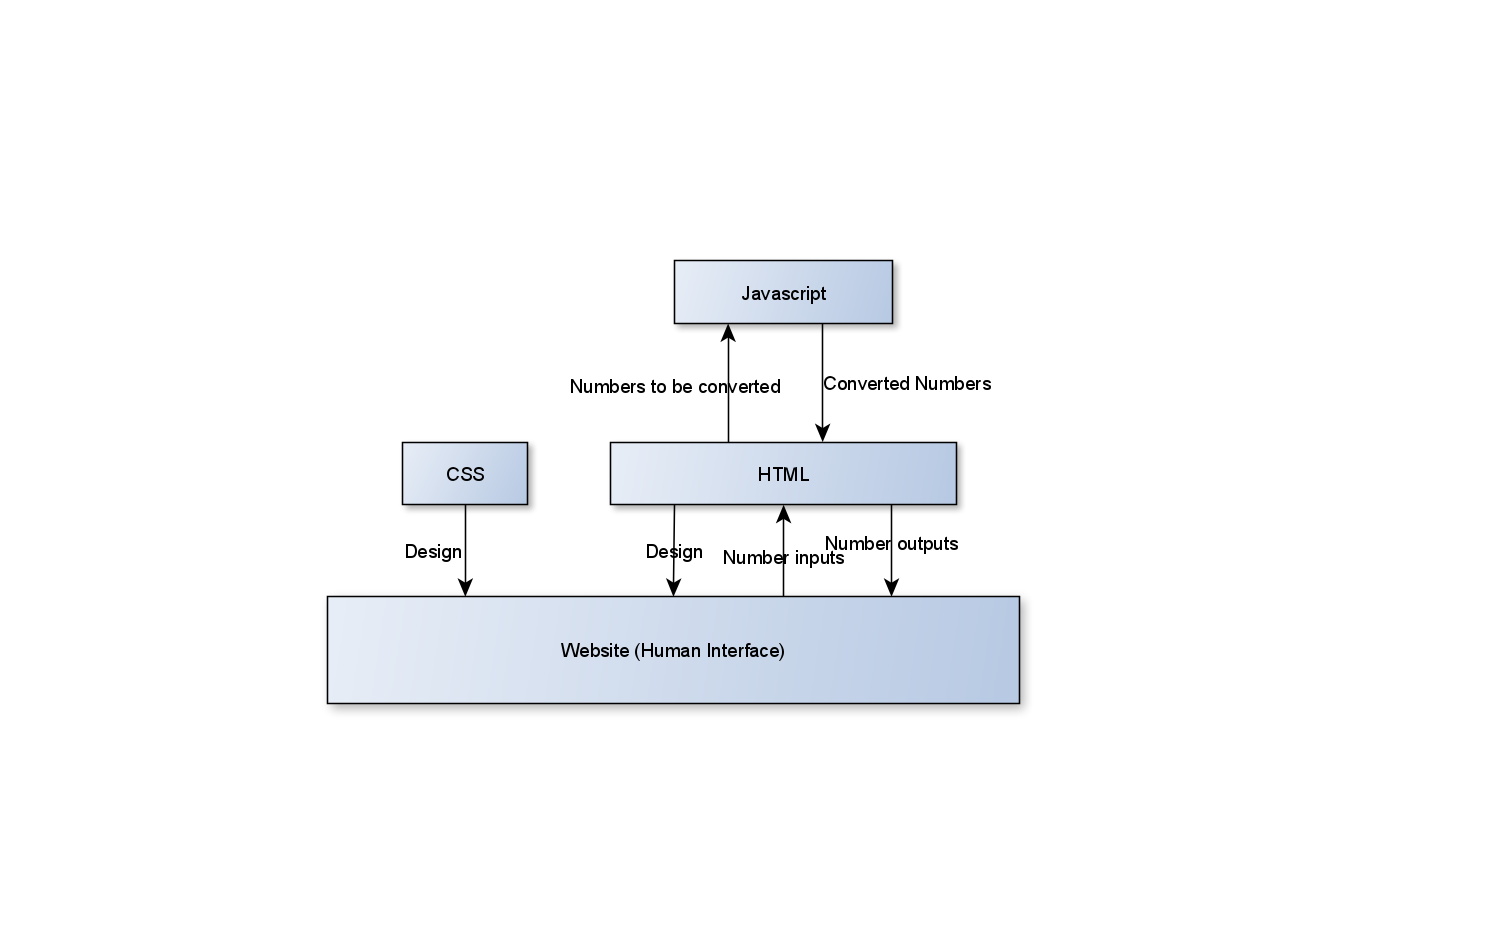 Javascript
Numbers to be converted
Converted Numbers
CSS
HTML
Design
Design
Number inputs
Number outputs
Website (Human Interface)